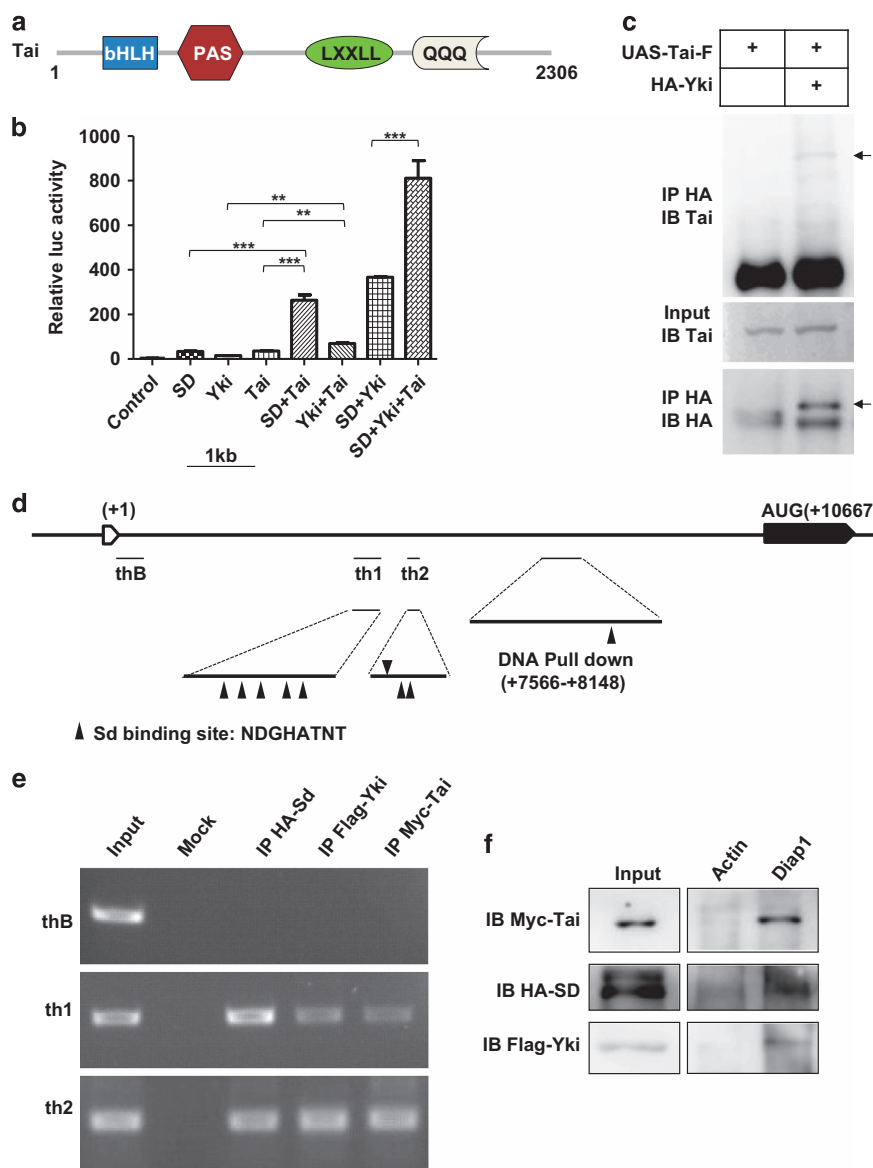 a
Tai
bHLH
PAS
LXXLL
QQQ
1
2306
b
Relative luc activity
1000
800
600
400
200
0
***
**
**
***
***
Control
SD
Yki
Tai
SD+Tai
Yki+Tai
SD+Yki
SD+Yki+Tai
1kb
c
UAS-Tai-F
+
+
HA-Yki
+
IP HA
IB Tai
Input
IB Tai
IP HA
IB HA
d
(+1)
AUG(+10667
thB
th1
th2
DNA Pull down
(+7566-+8148)
Sd binding site: NDGHATNT
e
Input
Mock
IP HA-Sd
IP Flag-Yki
IP Myc-Tai
thB
th1
th2
f
Input
Actin
Diap1
IB Myc-Tai
IB HA-SD
IB Flag-Yki